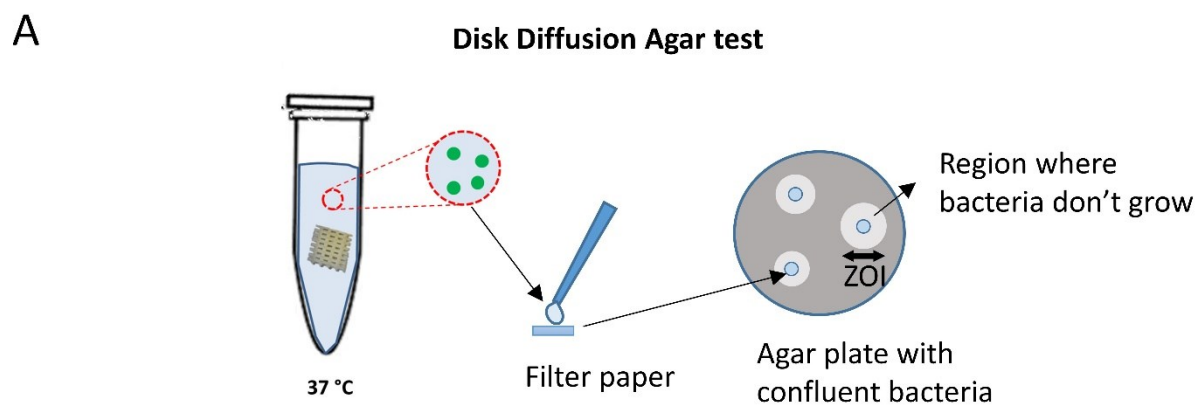 A
Disk Diffusion Agar test
Region where
bacteria don’t grow
ZOI
Filter paper
Agar plate with
confluent bacteria
37 °C